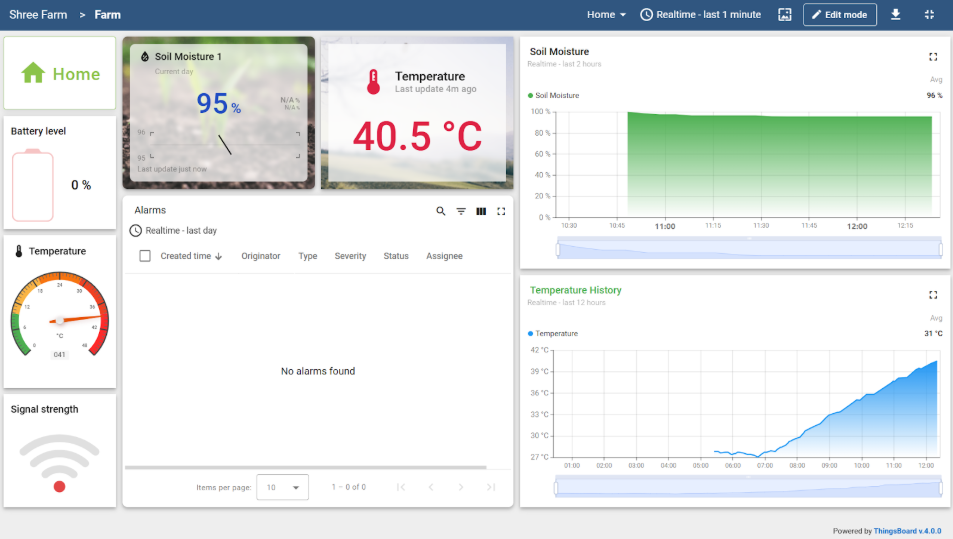 Shree Farm > Farm
Home
Realtime - last 1 minute
Edit mode
Home
Battery level
0 %
Temperature
0
6
12
18
24
30
36
42
48
°C
041
Signal strength
Soil Moisture 1
Current day
95 %
N/A %
N/A %
96
95
Last update just now
Temperature
Last update 4m ago
40.5 °C
Alarms
Realtime - last day
Created time Originator Type Severity Status Assignee
No alarms found
Items per page: 10 1 – 0 of 0
Soil Moisture
Realtime - last 2 hours
Avg
Soil Moisture 96 %
100 %
80 %
60 %
40 %
20 %
0 %
10:30 10:45 11:00 11:15 11:30 11:45 12:00 12:15
Temperature History
Realtime - last 12 hours
Avg
Temperature 31 °C
42 °C
39 °C
36 °C
33 °C
30 °C
27 °C
01:00 02:00 03:00 04:00 05:00 06:00 07:00 08:00 09:00 10:00 11:00 12:00
Powered by ThingsBoard v.4.0.0